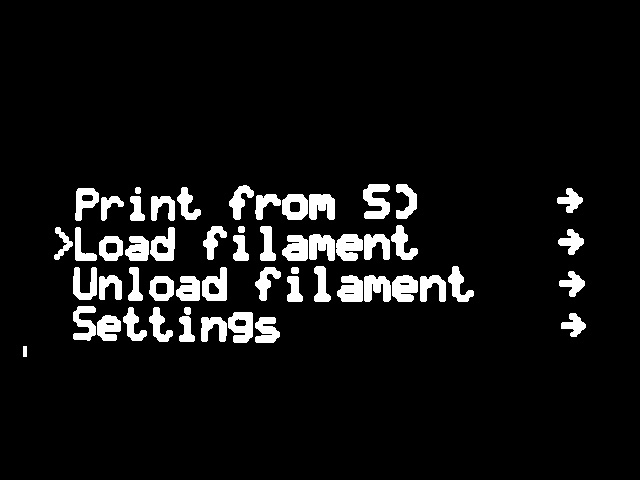 Print from SD →
>Load filament →
Unload filament →
Settings →